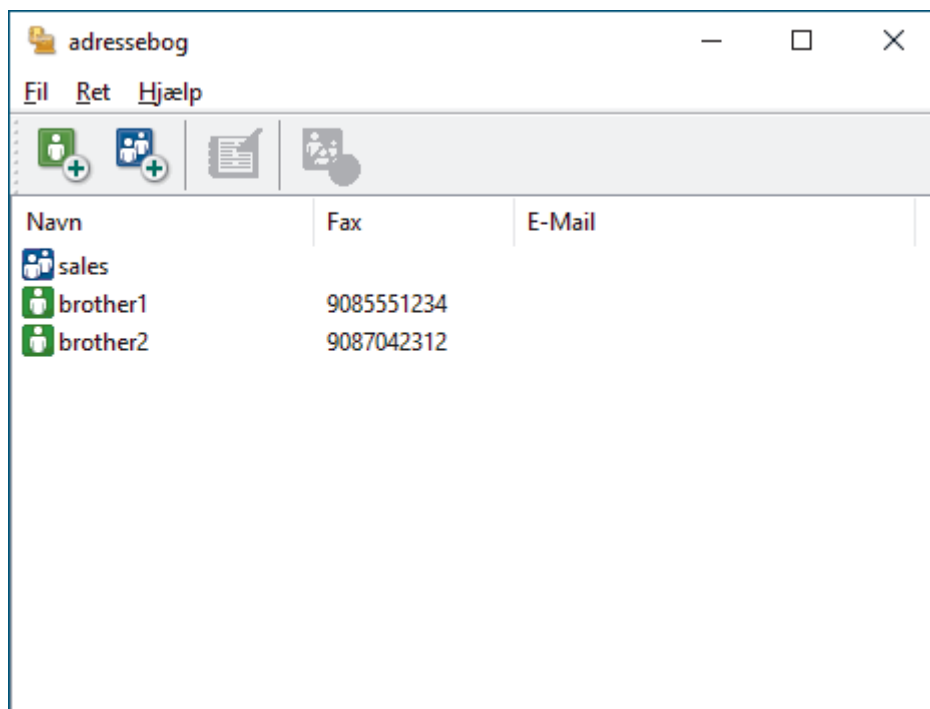 adressebog
Fil Ret Hjælp
Navn Fax E-Mail
sales
brother1 9085551234
brother2 9087042312